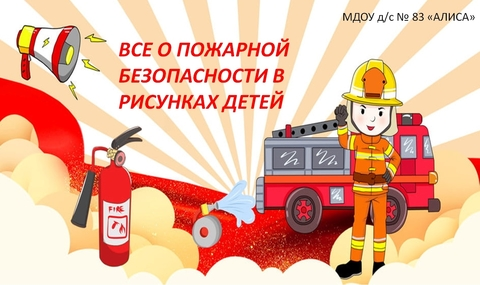 МДОУ д/с № 83 «АЛИСА»
ВСЕ О ПОЖАРНОЙ
БЕЗОПАСНОСТИ В
РИСУНКАХ ДЕТЕЙ
FIRE